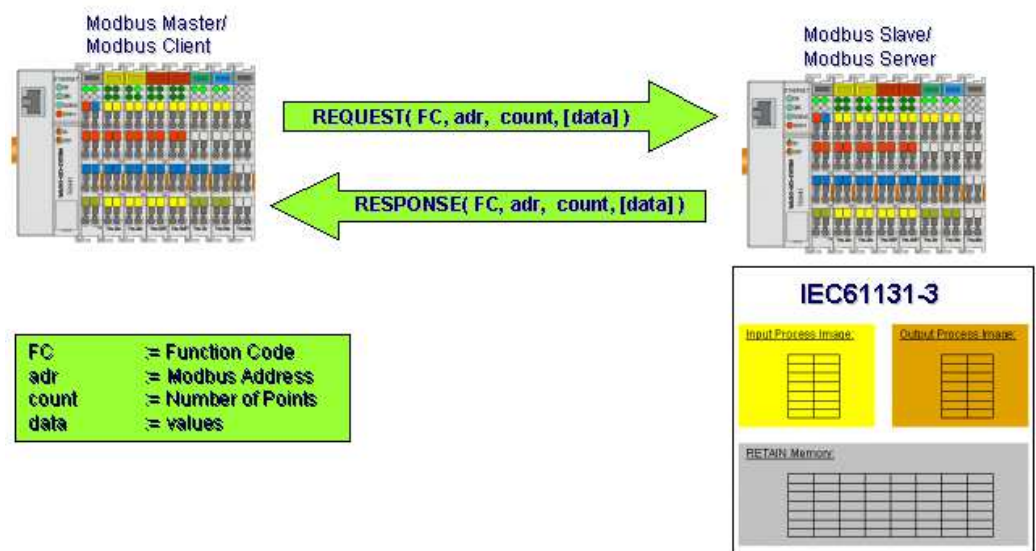 Modbus Master/
Modbus Client
Modbus Slave/
Modbus Server
ETHERNET
REQUEST( FC, adr, count, [data] )
RESPONSE( FC, adr, count, [data] )
IEC61131-3
Input Process Image:
Output Process Image:
RETAIN Memory:
FC := Function Code
adr := Modbus Address
count := Number of Points
data := values